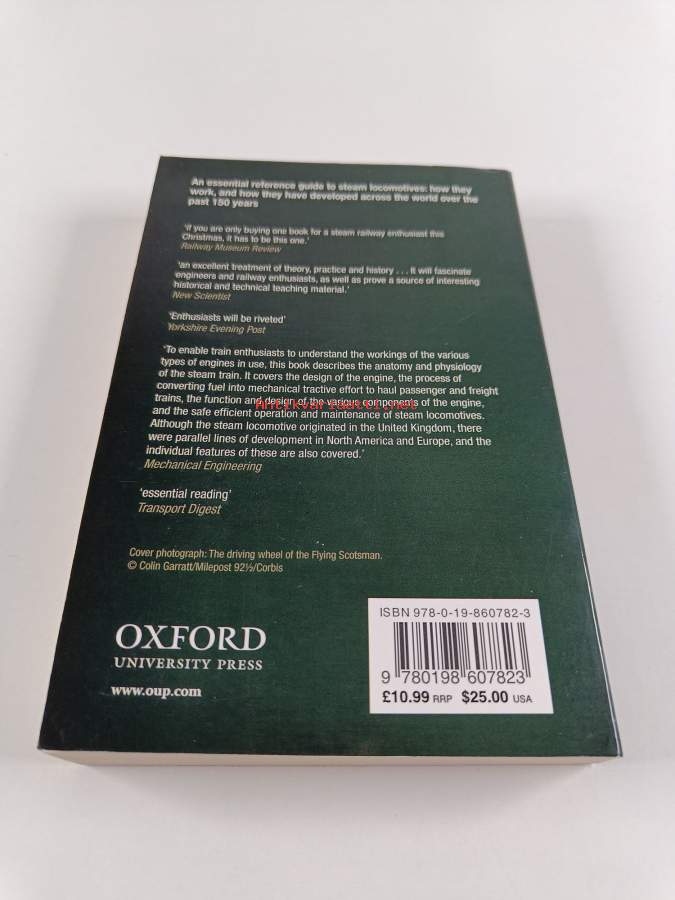 An essential reference guide to steam locomotives: how they
work, and how they have developed across the world over the
past 150 years
'If you are only buying one book for a steam railway enthusiast this
Christmas, it has to be this one.'
Railway Museum Review
'an excellent treatment of theory, practice and history . . . It will fascinate
engineers and railway enthusiasts, as well as prove a source of interesting
historical and technical teaching material.'
New Scientist
'Enthusiasts will be riveted'
Yorkshire Evening Post
'To enable train enthusiasts to understand the workings of the various
types of engines in use, this book describes the anatomy and physiology
of the steam train. It covers the design of the engine, the process of
converting fuel into mechanical tractive effort to haul passenger and freight
trains, the function and design of the various components of the engine,
Antikvariaatti.net
and the safe efficient operation and maintenance of steam locomotives.
Although the steam locomotive originated in the United Kingdom, there
were parallel lines of development in North America and Europe, and the
individual features of these are also covered.'
Mechanical Engineering
'essential reading'
Transport Digest
Cover photograph: The driving wheel of the Flying Scotsman.
© Colin Garratt/Milepost 92½/Corbis
OXFORD
UNIVERSITY PRESS
www.oup.com
ISBN 978-0-19-860782-3
9 780198 607823
£10.99 RRP $25.00 USA